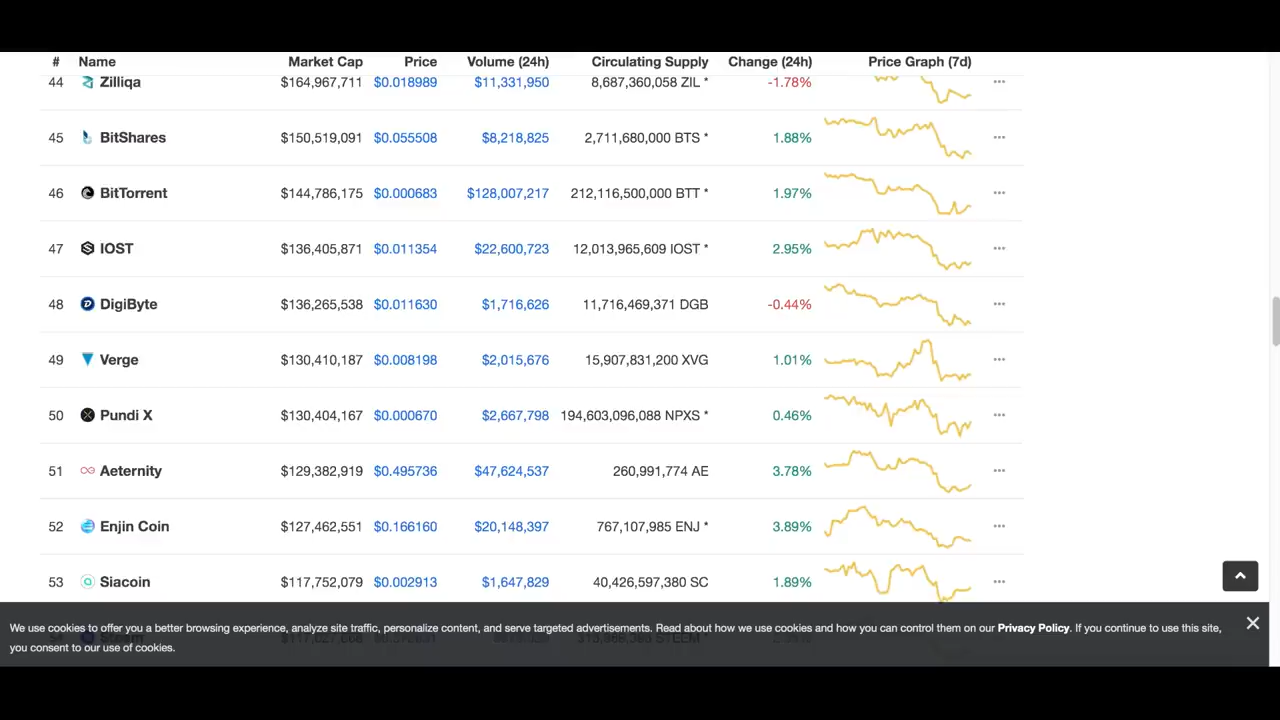 # Name Market Cap Price Volume (24h) Circulating Supply Change (24h) Price Graph (7d)
44 Zilliqa $164,967,711 $0.018989 $11,331,950 8,687,360,058 ZIL * -1.78%
45 BitShares $150,519,091 $0.055508 $8,218,825 2,711,680,000 BTS * 1.88%
46 BitTorrent $144,786,175 $0.000683 $128,007,217 212,116,500,000 BTT * 1.97%
47 IOST $136,405,871 $0.011354 $22,600,723 12,013,965,609 IOST * 2.95%
48 DigiByte $136,265,538 $0.011630 $1,716,626 11,716,469,371 DGB -0.44%
49 Verge $130,410,187 $0.008198 $2,015,676 15,907,831,200 XVG 1.01%
50 Pundi X $130,404,167 $0.000670 $2,667,798 194,603,096,088 NPXS * 0.46%
51 Aeternity $129,382,919 $0.495736 $47,624,537 260,991,774 AE 3.78%
52 Enjin Coin $127,462,551 $0.166160 $20,148,397 767,107,985 ENJ * 3.89%
53 Siacoin $117,752,079 $0.002913 $1,647,829 40,426,597,380 SC 1.89%
54 Steem STEEM
We use cookies to offer you a better browsing experience, analyze site traffic, personalize content, and serve targeted advertisements. Read about how we use cookies and how you can control them on our Privacy Policy. If you continue to use this site,
you consent to our use of cookies.